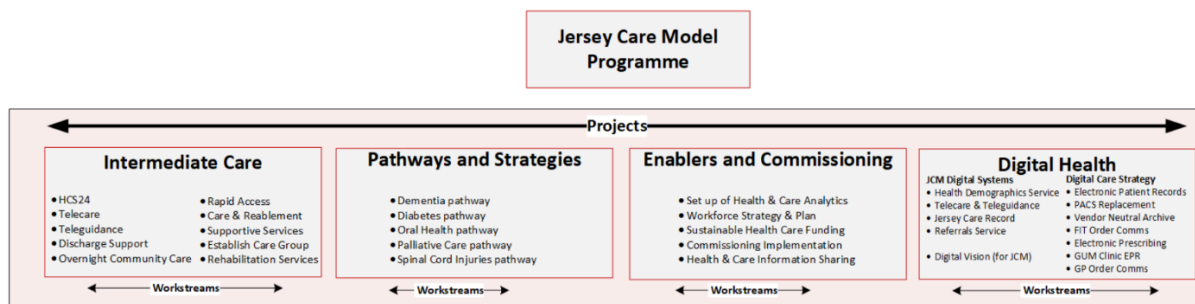 Jersey Care Model
Programme
Projects
Intermediate Care
HCS24
Telecare
Teleguidance
Discharge Support
Overnight Community Care
Rapid Access
Care & Reablement
Supportive Services
Establish Care Group
Rehabilitation Services
Workstreams
Pathways and Strategies
Dementia pathway
Diabetes pathway
Oral Health pathway
Palliative Care pathway
Spinal Cord Injuries pathway
Workstreams
Enablers and Commissioning
Set up of Health & Care Analytics
Workforce Strategy & Plan
Sustainable Health Care Funding
Commissioning Implementation
Health & Care Information Sharing
Workstreams
Digital Health
JCM Digital Systems
Health Demographics Service
Telecare & Teleguidance
Jersey Care Record
Referrals Service
Digital Vision (for JCM)
Digital Care Strategy
Electronic Patient Records
PACS Replacement
Vendor Neutral Archive
FIT Order Comms
Electronic Prescribing
GUM Clinic EPR
GP Order Comms
Workstreams